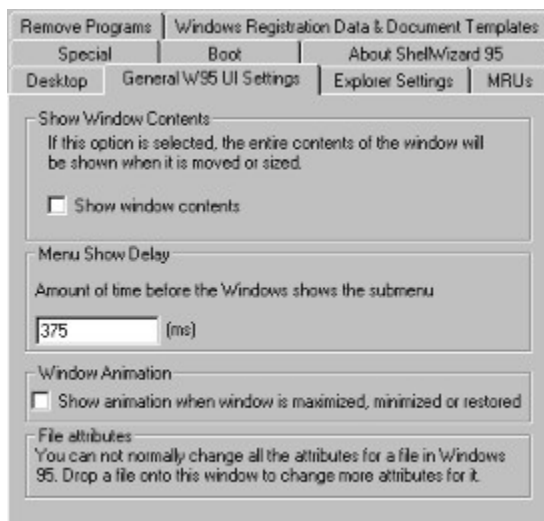 Remove Programs Windows Registration Data & Document Templates
Special Boot About ShellWizard 95
Desktop General W95 UI Settings Explorer Settings MRUs
Show Window Contents
If this option is selected, the entire contents of the window will
be shown when it is moved or sized.
Show window contents
Menu Show Delay
Amount of time before the Windows shows the submenu
375 (ms)
Window Animation
Show animation when window is maximized, minimized or restored
File attributes
You can not normally change all the attributes for a file in Windows
95. Drop a file onto this window to change more attributes for it.